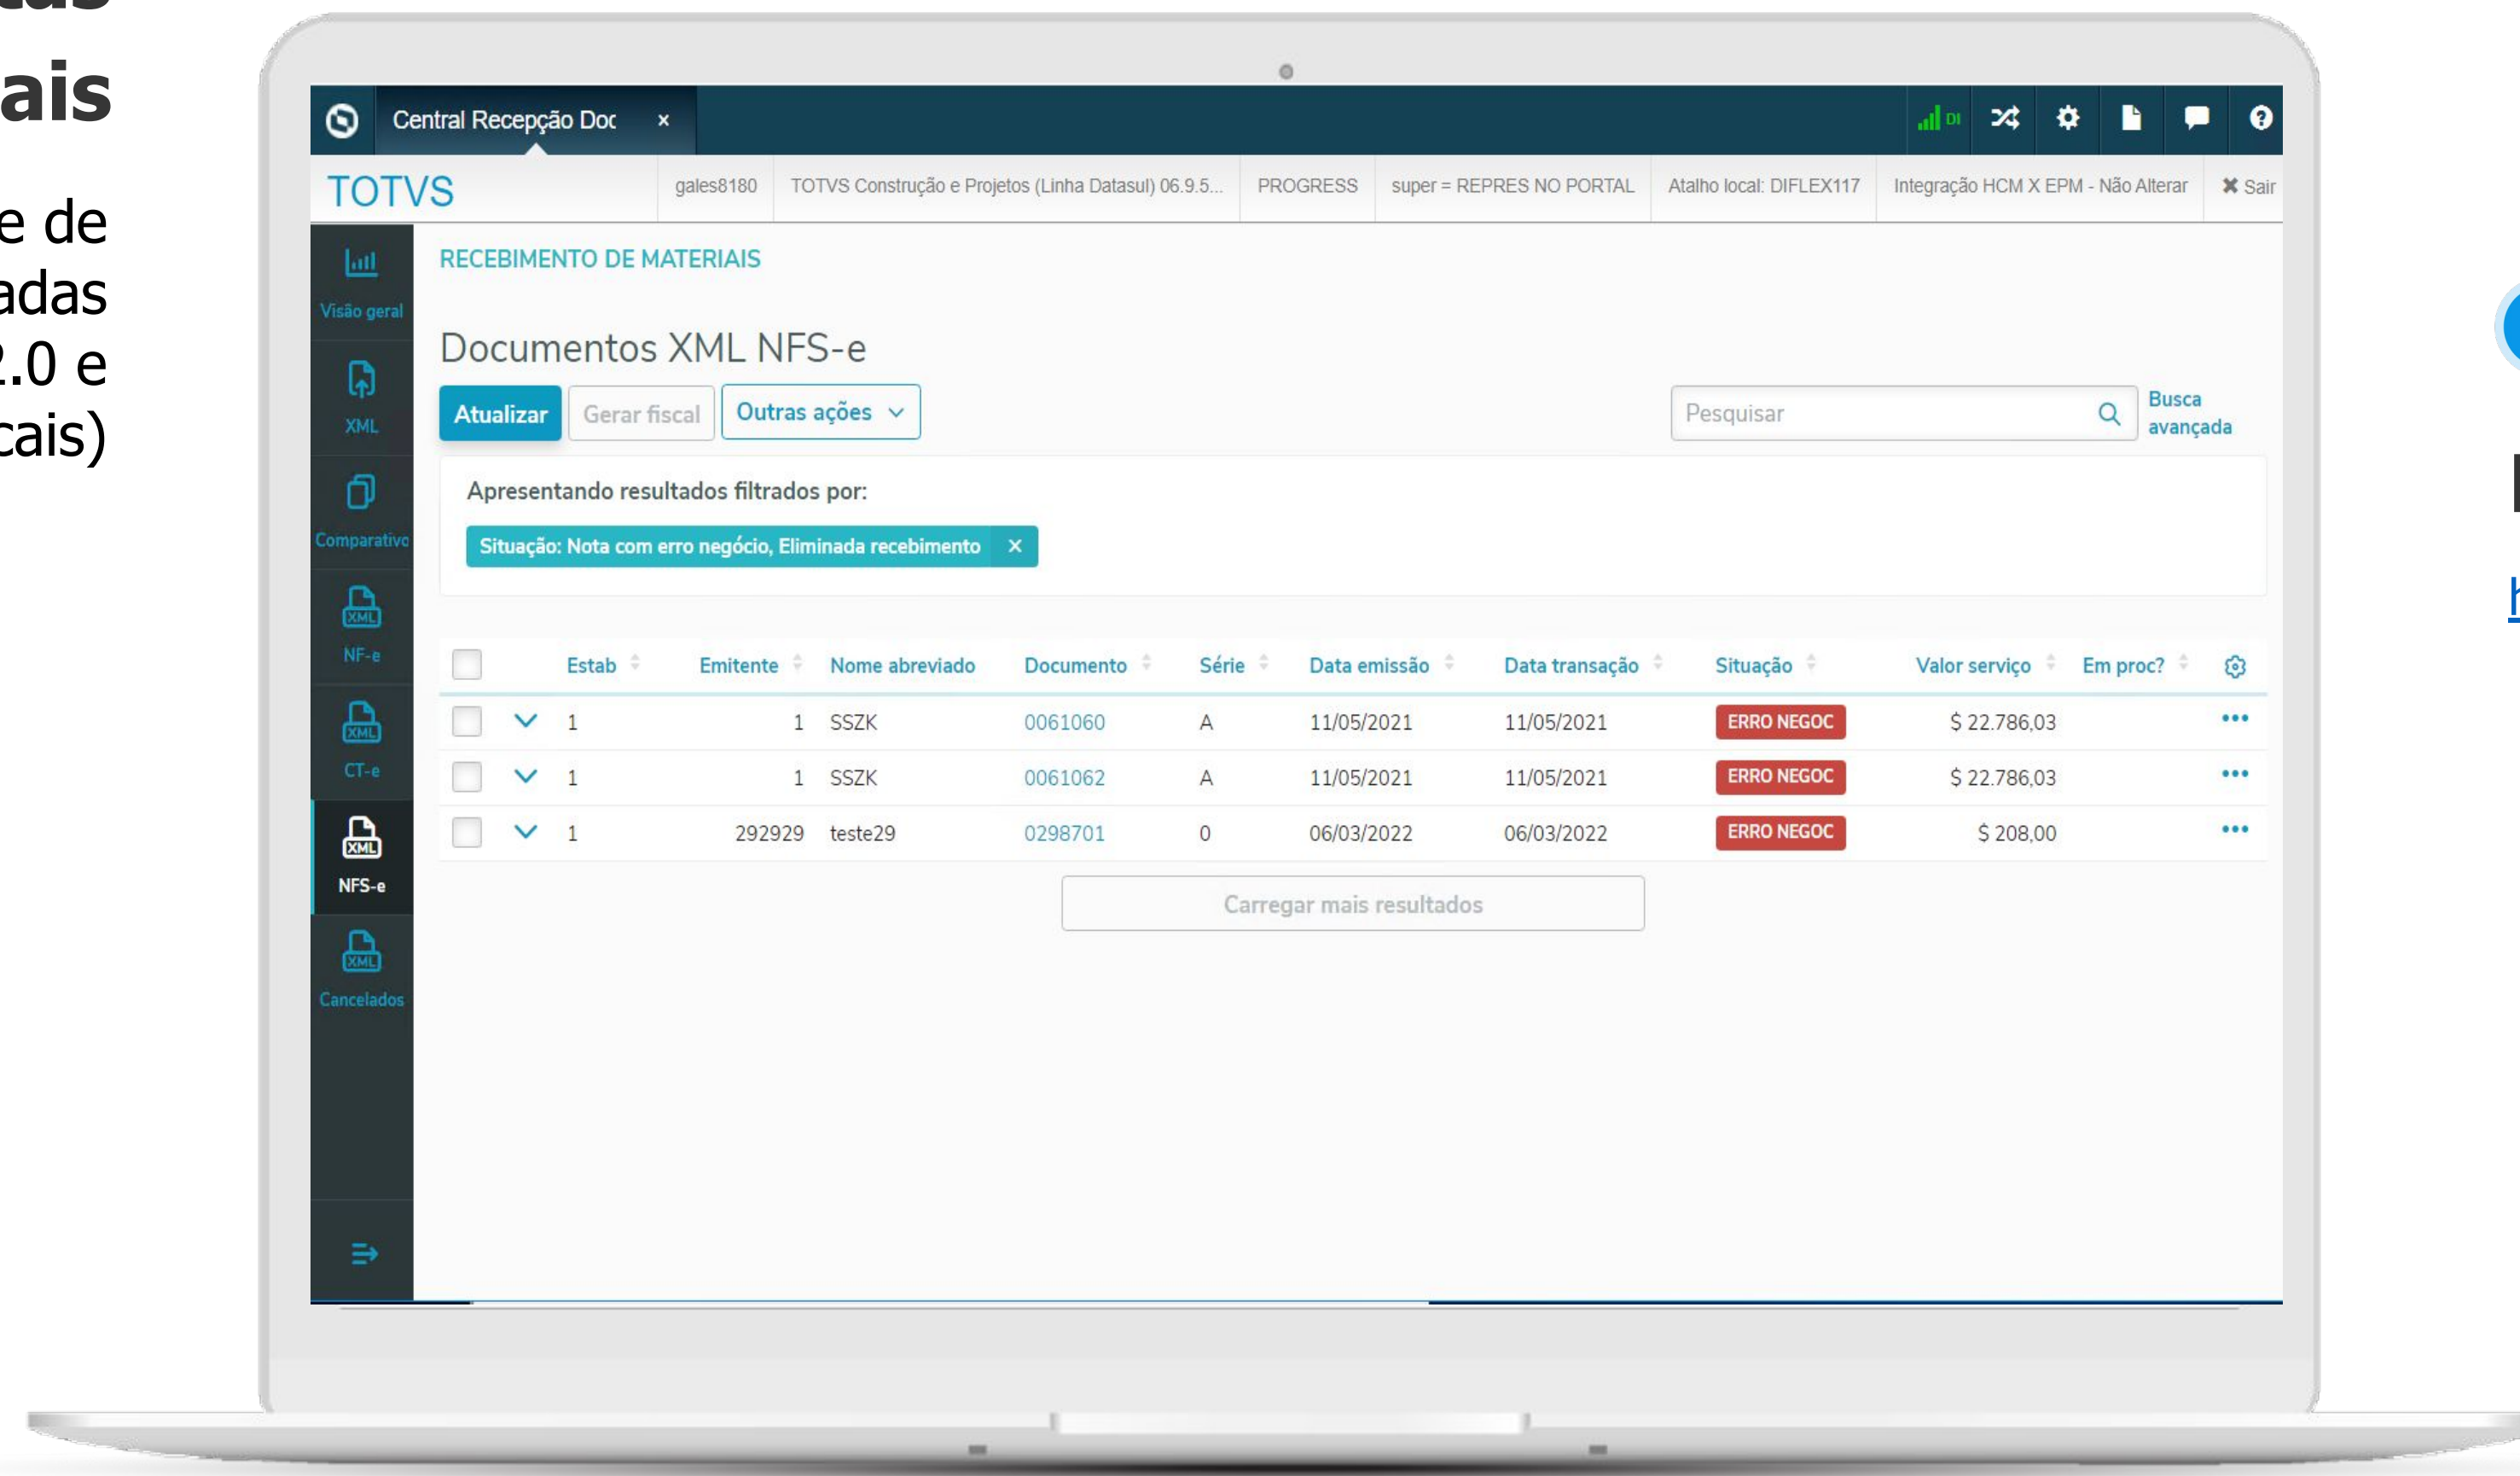 ais
e de
adas
2.0 e
cais)
Central Recepção Doc ×
DI
TOTVS gales8180 TOTVS Construção e Projetos (Linha Datasul) 06.9.5... PROGRESS super = REPRES NO PORTAL Atalho local: DIFLEX117 Integração HCM X EPM - Não Alterar ✖ Sair
Visão geral
XML
Comparativo
XML
NF-e
XML
CT-e
XML
NFS-e
XML
Cancelados
RECEBIMENTO DE MATERIAIS
Documentos XML NFS-e
Atualizar Gerar fiscal Outras ações Pesquisar Busca avançada
Apresentando resultados filtrados por:
Situação: Nota com erro negócio, Eliminada recebimento ×
Estab Emitente Nome abreviado Documento Série Data emissão Data transação Situação Valor serviço Em proc?
1 1 SSZK 0061060 A 11/05/2021 11/05/2021 ERRO NEGOC $ 22.786,03
1 1 SSZK 0061062 A 11/05/2021 11/05/2021 ERRO NEGOC $ 22.786,03
1 292929 teste29 0298701 0 06/03/2022 06/03/2022 ERRO NEGOC $ 208,00
Carregar mais resultados